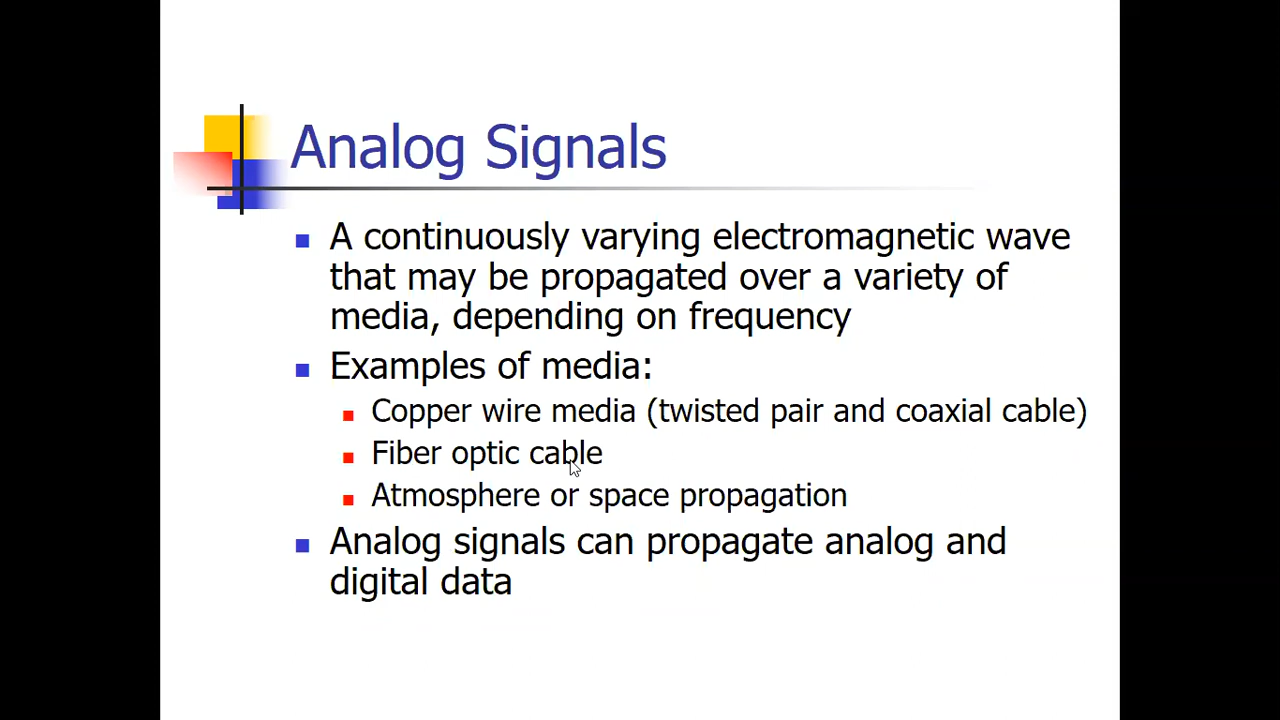 Analog Signals
A continuously varying electromagnetic wave
that may be propagated over a variety of
media, depending on frequency
Examples of media:
Copper wire media (twisted pair and coaxial cable)
Fiber optic cable
Atmosphere or space propagation
Analog signals can propagate analog and
digital data